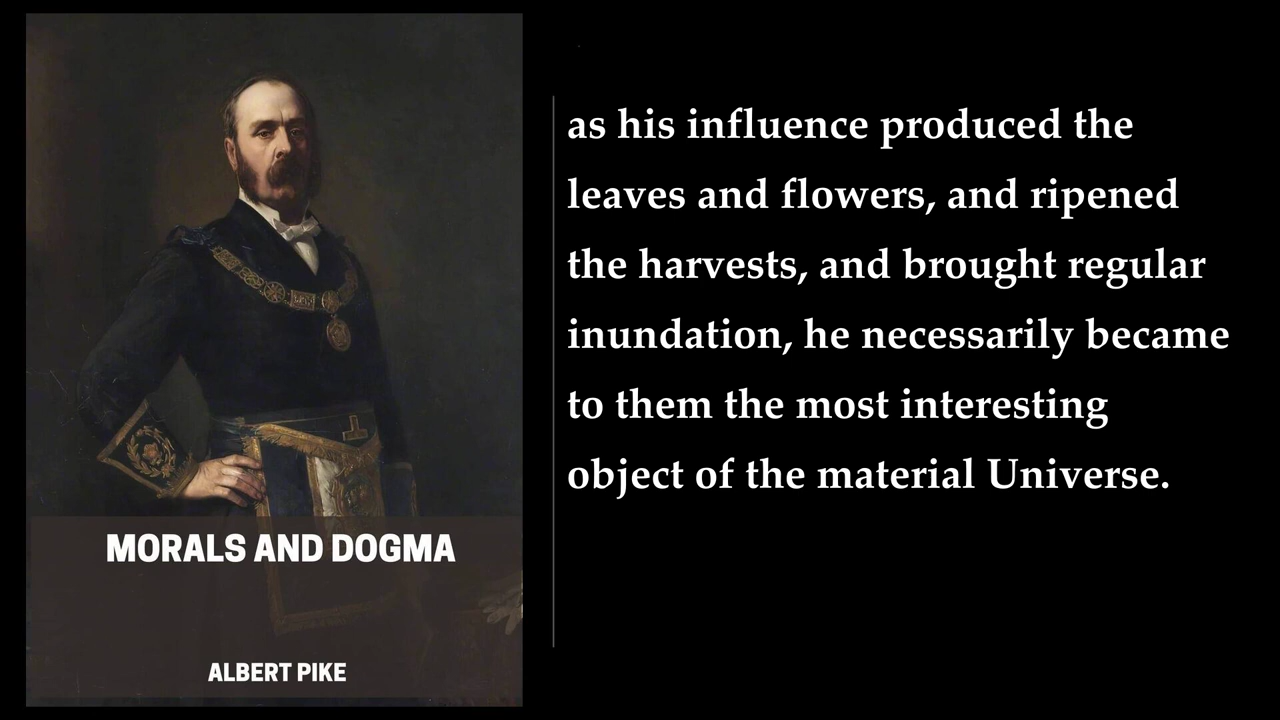 MORALS AND DOGMA
ALBERT PIKE
as his influence produced the
leaves and flowers, and ripened
the harvests, and brought regular
inundation, he necessarily became
to them the most interesting
object of the material Universe.